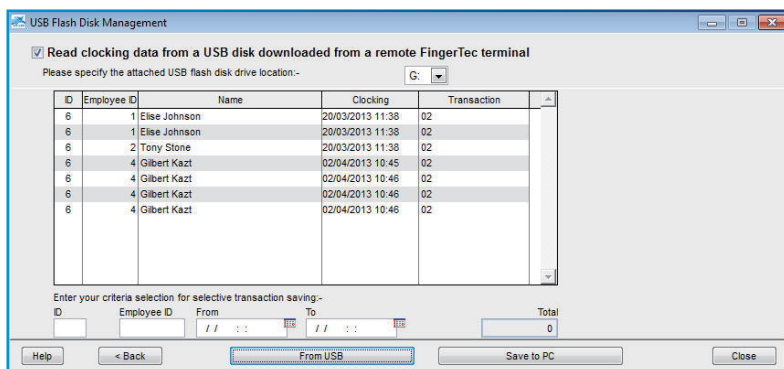 USB Flash Disk Management
Read clocking data from a USB disk downloaded from a remote FingerTec terminal
Please specify the attached USB flash disk drive location:- G:
ID Employee ID Name Clocking Transaction
6 1 Elise Johnson 20/03/2013 11:38 02
6 1 Elise Johnson 20/03/2013 11:38 02
6 2 Tony Stone 20/03/2013 11:38 02
6 4 Gilbert Kazt 02/04/2013 10:45 02
6 4 Gilbert Kazt 02/04/2013 10:46 02
6 4 Gilbert Kazt 02/04/2013 10:46 02
6 4 Gilbert Kazt 02/04/2013 10:46 02
Enter your criteria selection for selective transaction saving:-
ID Employee ID From To Total
/ / : : / / : : 0
Help < Back From USB Save to PC Close